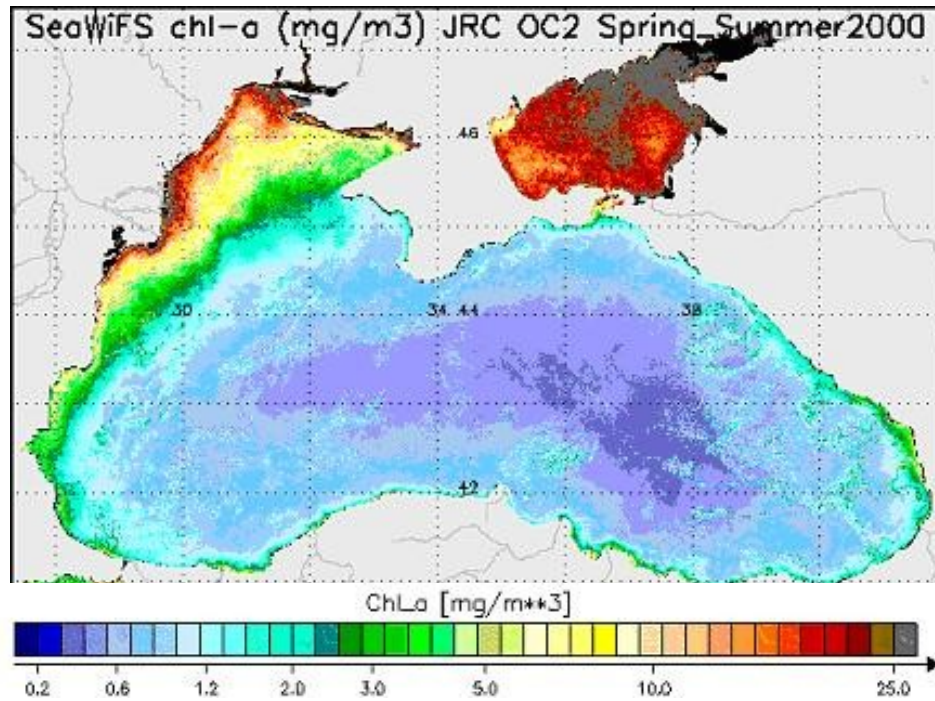 SeaWiFS chl-a (mg/m3) JRC OC2 Spring_Summer2000
46
30 34 44 38
42
Chl_a [mg/m**3]
0.2 0.6 1.2 2.0 3.0 5.0 10.0 25.0